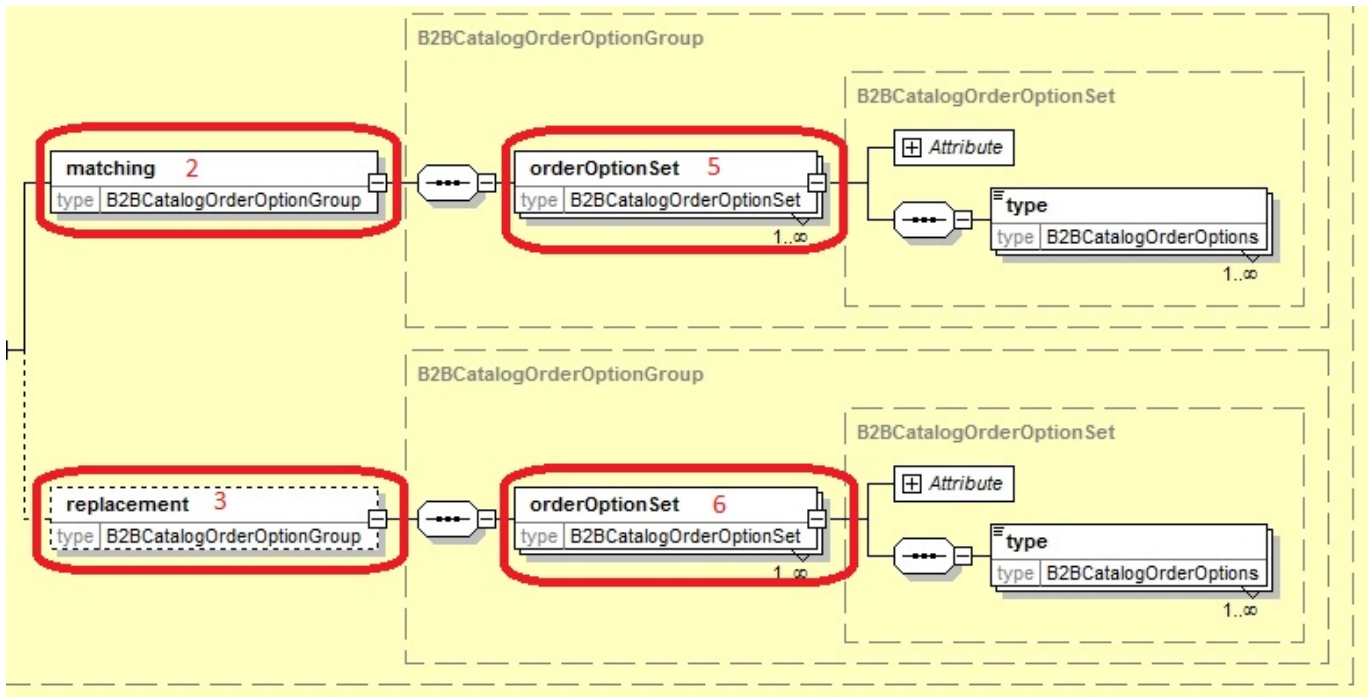 B2BCatalogOrderOptionGroup
B2BCatalogOrderOptionSet
Attribute
matching 2
type B2BCatalogOrderOptionGroup
orderOptionSet 5
type B2BCatalogOrderOptionSet
1..∞
type
type B2BCatalogOrderOptions
1..∞
B2BCatalogOrderOptionGroup
B2BCatalogOrderOptionSet
Attribute
replacement 3
type B2BCatalogOrderOptionGroup
orderOptionSet 6
type B2BCatalogOrderOptionSet
1..∞
type
type B2BCatalogOrderOptions
1..∞